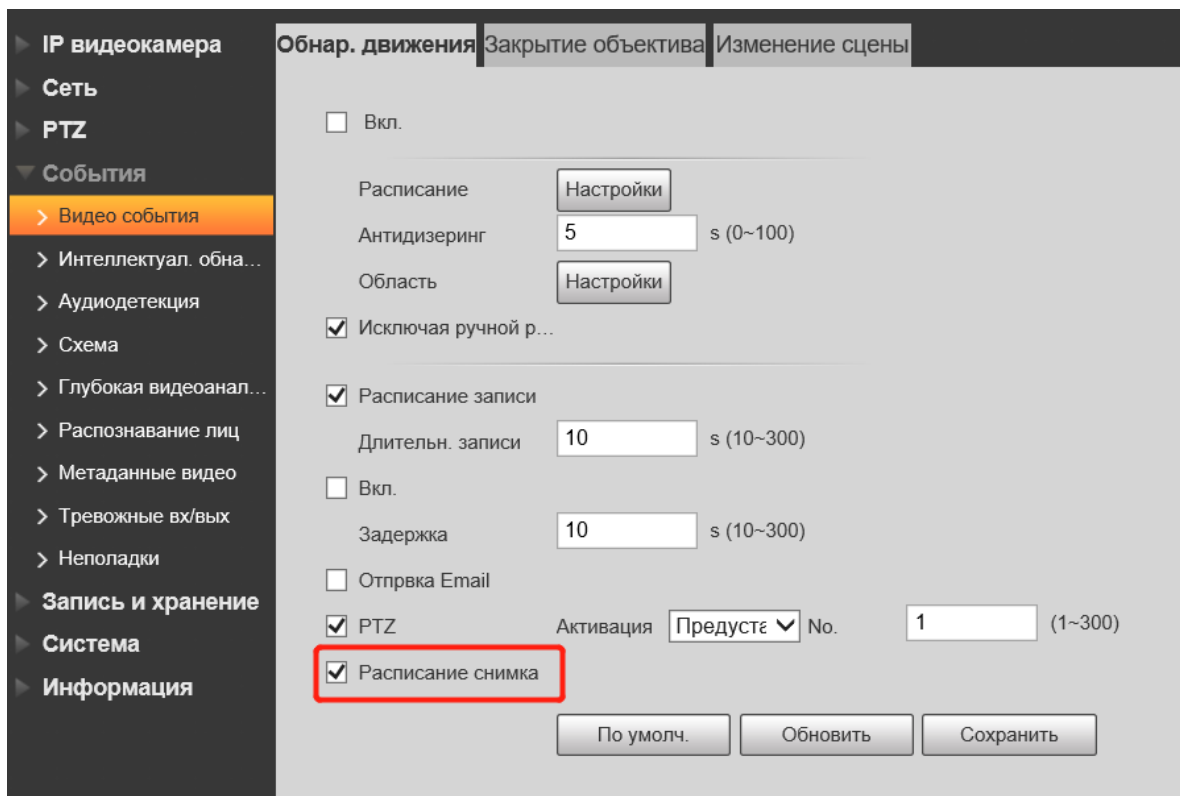 IP видеокамера
Сеть
PTZ
События
Видео события
Интеллектуал. обна...
Аудиодетекция
Схема
Глубокая видеоанал...
Распознавание лиц
Метаданные видео
Тревожные вх/вых
Неполадки
Запись и хранение
Система
Информация
Обнар. движения Закрытие объектива Изменение сцены
Вкл.
Расписание Настройки
Антидизеринг 5 s (0~100)
Область Настройки
Исключая ручной р...
Расписание записи
Длительн. записи 10 s (10~300)
Вкл.
Задержка 10 s (10~300)
Отпрвка Email
PTZ Активация Предуста No. 1 (1~300)
Расписание снимка
По умолч. Обновить Сохранить